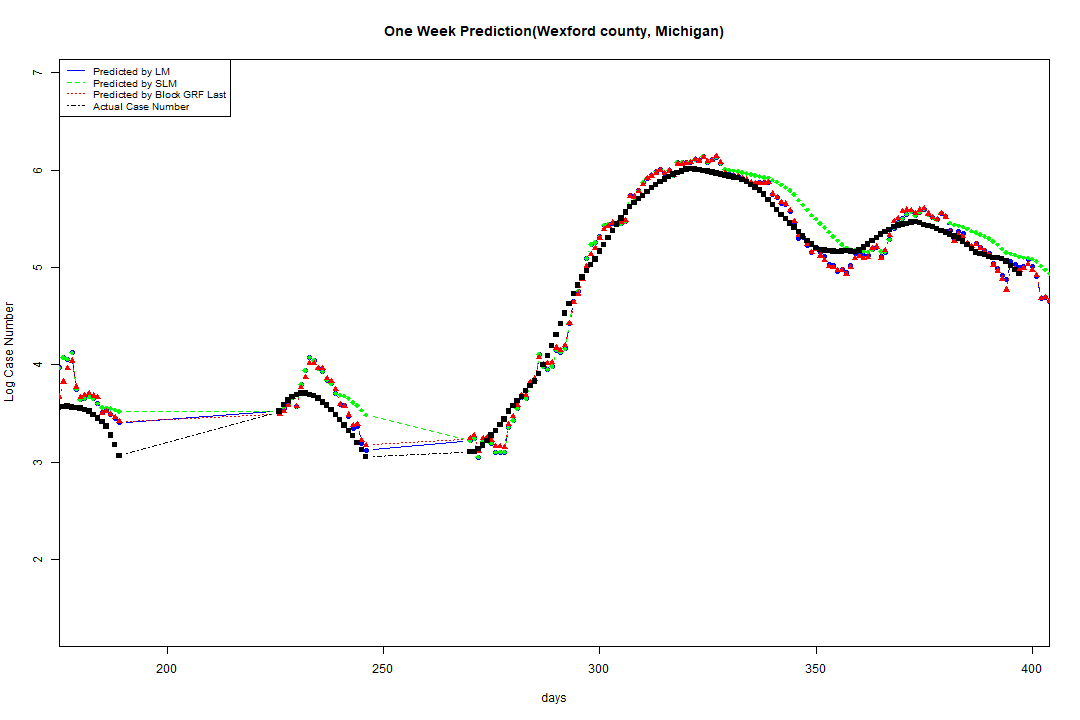 One Week Prediction(Wexford county, Michigan)
Predicted by LM
Predicted by SLM
Predicted by Block GRF Last
Actual Case Number
7
6
5
4
3
2
Log Case Number
200 250 300 350 400
days